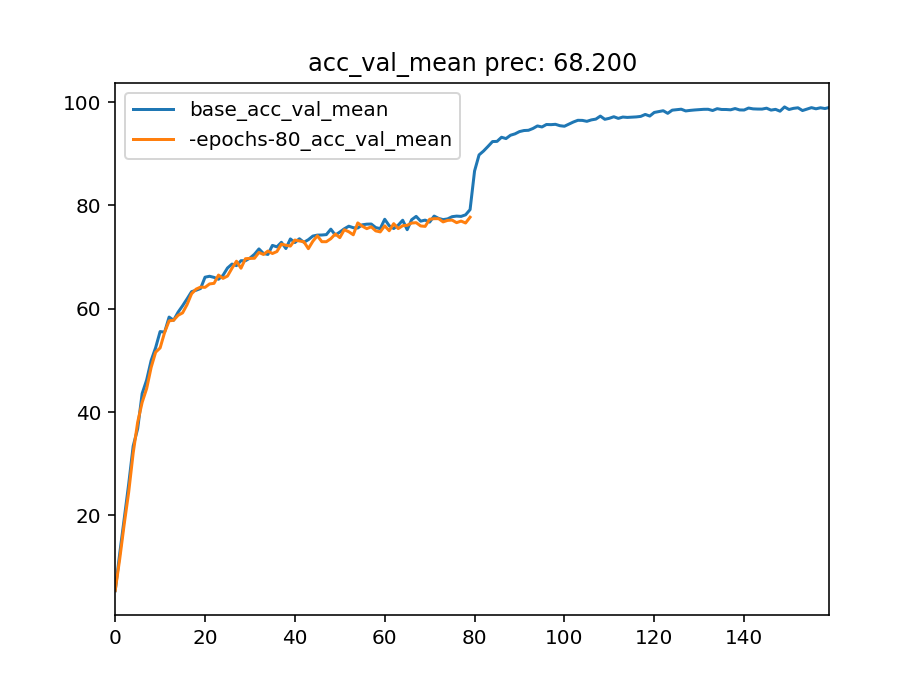 acc_val_mean prec: 68.200
base_acc_val_mean
-epochs-80_acc_val_mean
100
80
60
40
20
0 20 40 60 80 100 120 140